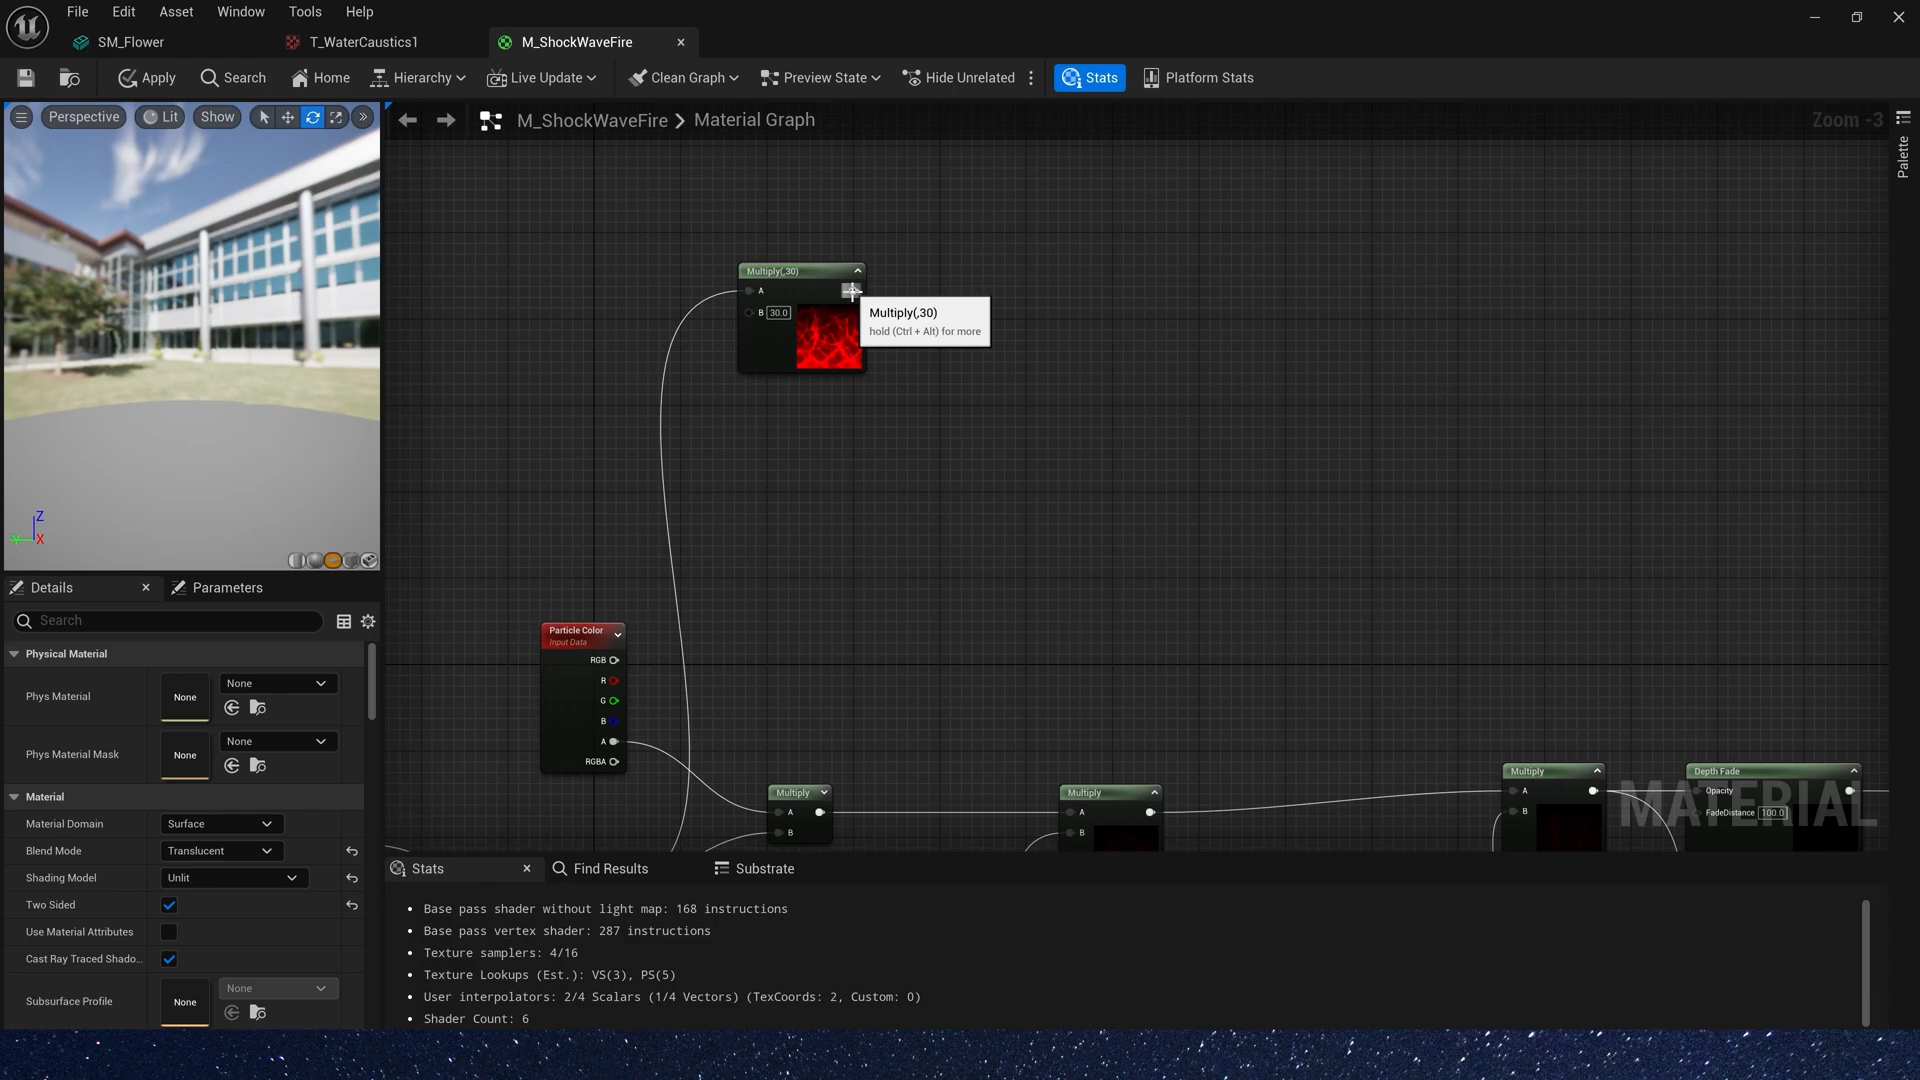 File Edit Asset Window Tools Help
SM_Flower T_WaterCaustics1 M_ShockWaveFire
Apply Search Home Hierarchy Live Update Clean Graph Preview State Hide Unrelated Stats Platform Stats
Perspective Lit Show
M_ShockWaveFire > Material Graph
Zoom -3
Palette
Multiply(,30)
A
B 30.0
Multiply(,30)
hold (Ctrl + Alt) for more
Z
Y
X
Particle Color
Input Data
RGB
R
G
B
A
RGBA
Multiply
A
B
Multiply
A
B
Multiply
A
B
Depth Fade
Opacity
FadeDistance 100.0
MATERIAL
Details Parameters
Search
Physical Material
Phys Material None None
Phys Material Mask None None
Material
Material Domain Surface
Blend Mode Translucent
Shading Model Unlit
Two Sided
Use Material Attributes
Cast Ray Traced Shado...
Subsurface Profile None None
Stats Find Results Substrate
• Base pass shader without light map: 168 instructions
• Base pass vertex shader: 287 instructions
• Texture samplers: 4/16
• Texture Lookups (Est.): VS(3), PS(5)
• User interpolators: 2/4 Scalars (1/4 Vectors) (TexCoords: 2, Custom: 0)
• Shader Count: 6